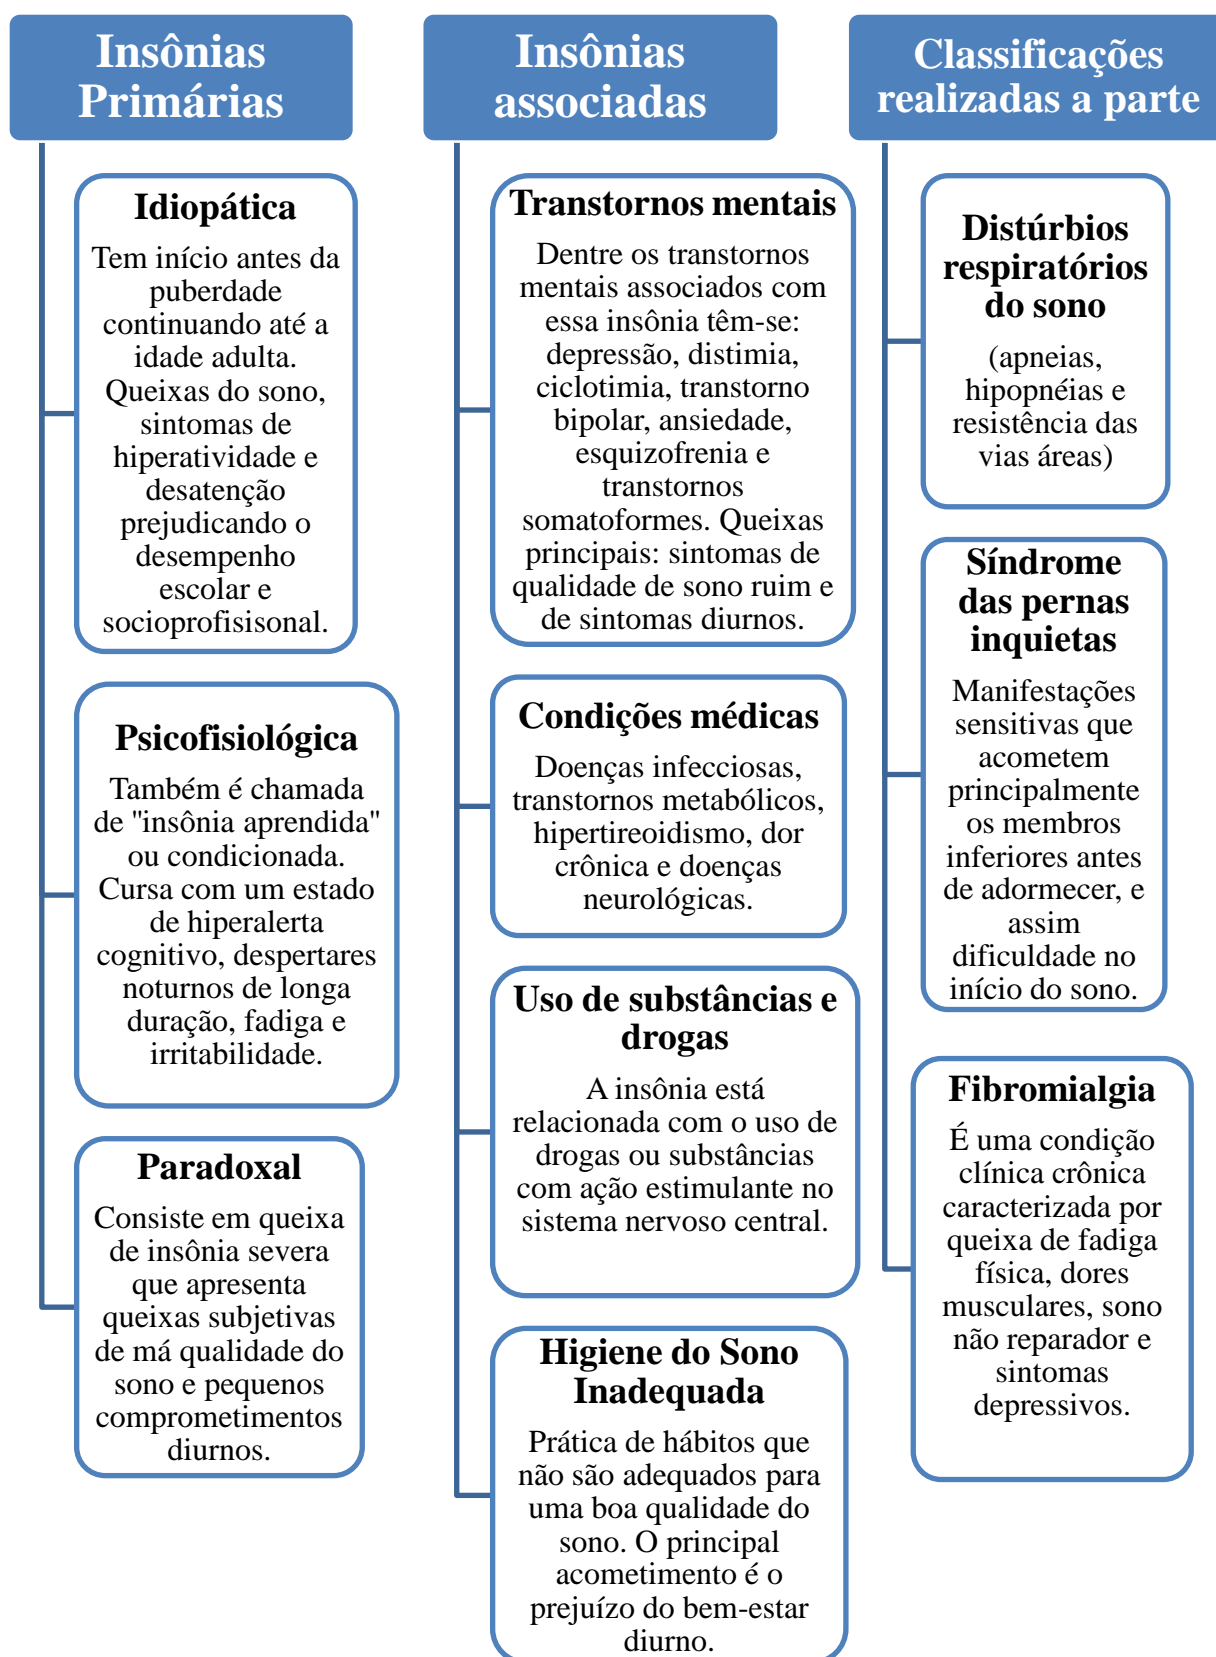 Insônias
Primárias
Idiopática
Tem início antes da
puberdade
continuando até a
idade adulta.
Queixas do sono,
sintomas de
hiperatividade e
desatenção
prejudicando o
desempenho
escolar e
socioprofisisonal.
Psicofisiológica
Também é chamada
de "insônia aprendida"
ou condicionada.
Cursa com um estado
de hiperalerta
cognitivo, despertares
noturnos de longa
duração, fadiga e
irritabilidade.
Paradoxal
Consiste em queixa
de insônia severa
que apresenta
queixas subjetivas
de má qualidade do
sono e pequenos
comprometimentos
diurnos.
Insônias
associadas
Transtornos mentais
Dentre os transtornos
mentais associados com
essa insônia têm-se:
depressão, distimia,
ciclotimia, transtorno
bipolar, ansiedade,
esquizofrenia e
transtornos
somatoformes. Queixas
principais: sintomas de
qualidade de sono ruim e
de sintomas diurnos.
Condições médicas
Doenças infecciosas,
transtornos metabólicos,
hipertireoidismo, dor
crônica e doenças
neurológicas.
Uso de substâncias e
drogas
A insônia está
relacionada com o uso de
drogas ou substâncias
com ação estimulante no
sistema nervoso central.
Higiene do Sono
Inadequada
Prática de hábitos que
não são adequados para
uma boa qualidade do
sono. O principal
acometimento é o
prejuízo do bem-estar
diurno.
Classificações
realizadas a parte
Distúrbios
respiratórios
do sono
(apneias,
hipopnéias e
resistência das
vias áreas)
Síndrome
das pernas
inquietas
Manifestações
sensitivas que
acometem
principalmente
os membros
inferiores antes
de adormecer, e
assim
dificuldade no
início do sono.
Fibromialgia
É uma condição
clínica crônica
caracterizada por
queixa de fadiga
física, dores
musculares, sono
não reparador e
sintomas
depressivos.